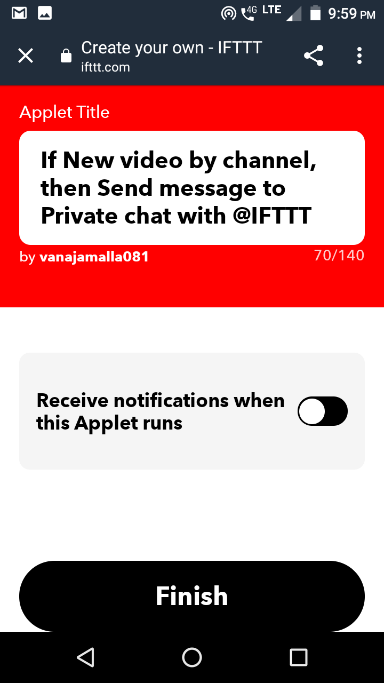 4G LTE 9:59 PM
Create your own - IFTTT
ifttt.com
Applet Title
If New video by channel,
then Send message to
Private chat with @IFTTT
by vanajamalla081 70/140
Receive notifications when
this Applet runs
Finish